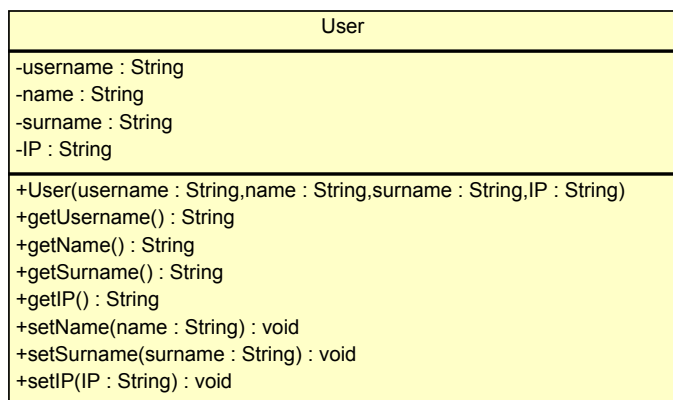 User
-username : String
-name : String
-surname : String
-IP : String
+User(username : String,name : String,surname : String,IP : String)
+getUsername() : String
+getName() : String
+getSurname() : String
+getIP() : String
+setName(name : String) : void
+setSurname(surname : String) : void
+setIP(IP : String) : void